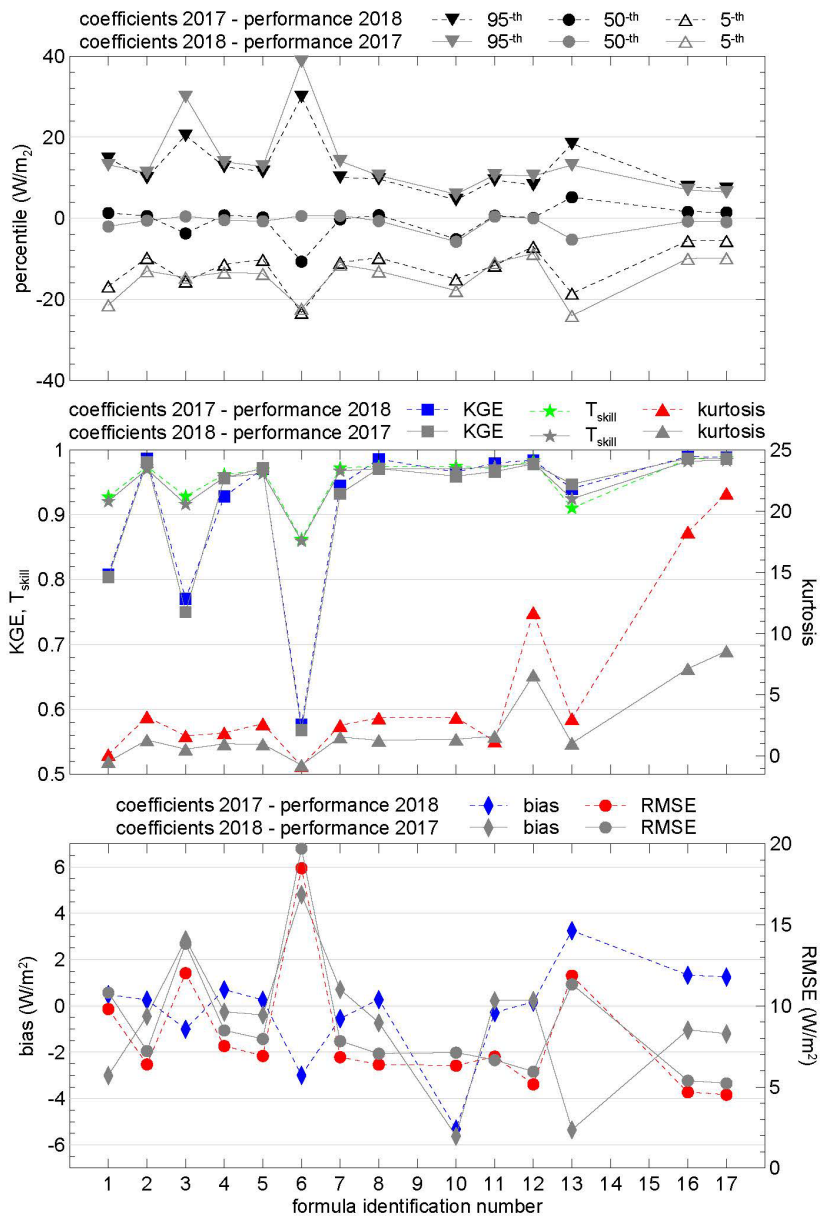 coefficients 2017 - performance 2018 95-th 50-th 5-th
coefficients 2018 - performance 2017 95-th 50-th 5-th
40
20
0
-20
-40
percentile (W/m2)
coefficients 2017 - performance 2018 KGE Tskill kurtosis
coefficients 2018 - performance 2017 KGE Tskill kurtosis
1
0.9
0.8
0.7
0.6
0.5
KGE, Tskill
25
20
15
10
5
0
kurtosis
coefficients 2017 - performance 2018 bias RMSE
coefficients 2018 - performance 2017 bias RMSE
6
4
2
0
-2
-4
-6
bias (W/m²)
20
15
10
5
0
RMSE (W/m²)
1 2 3 4 5 6 7 8 10 11 12 13 16 17
formula identification number